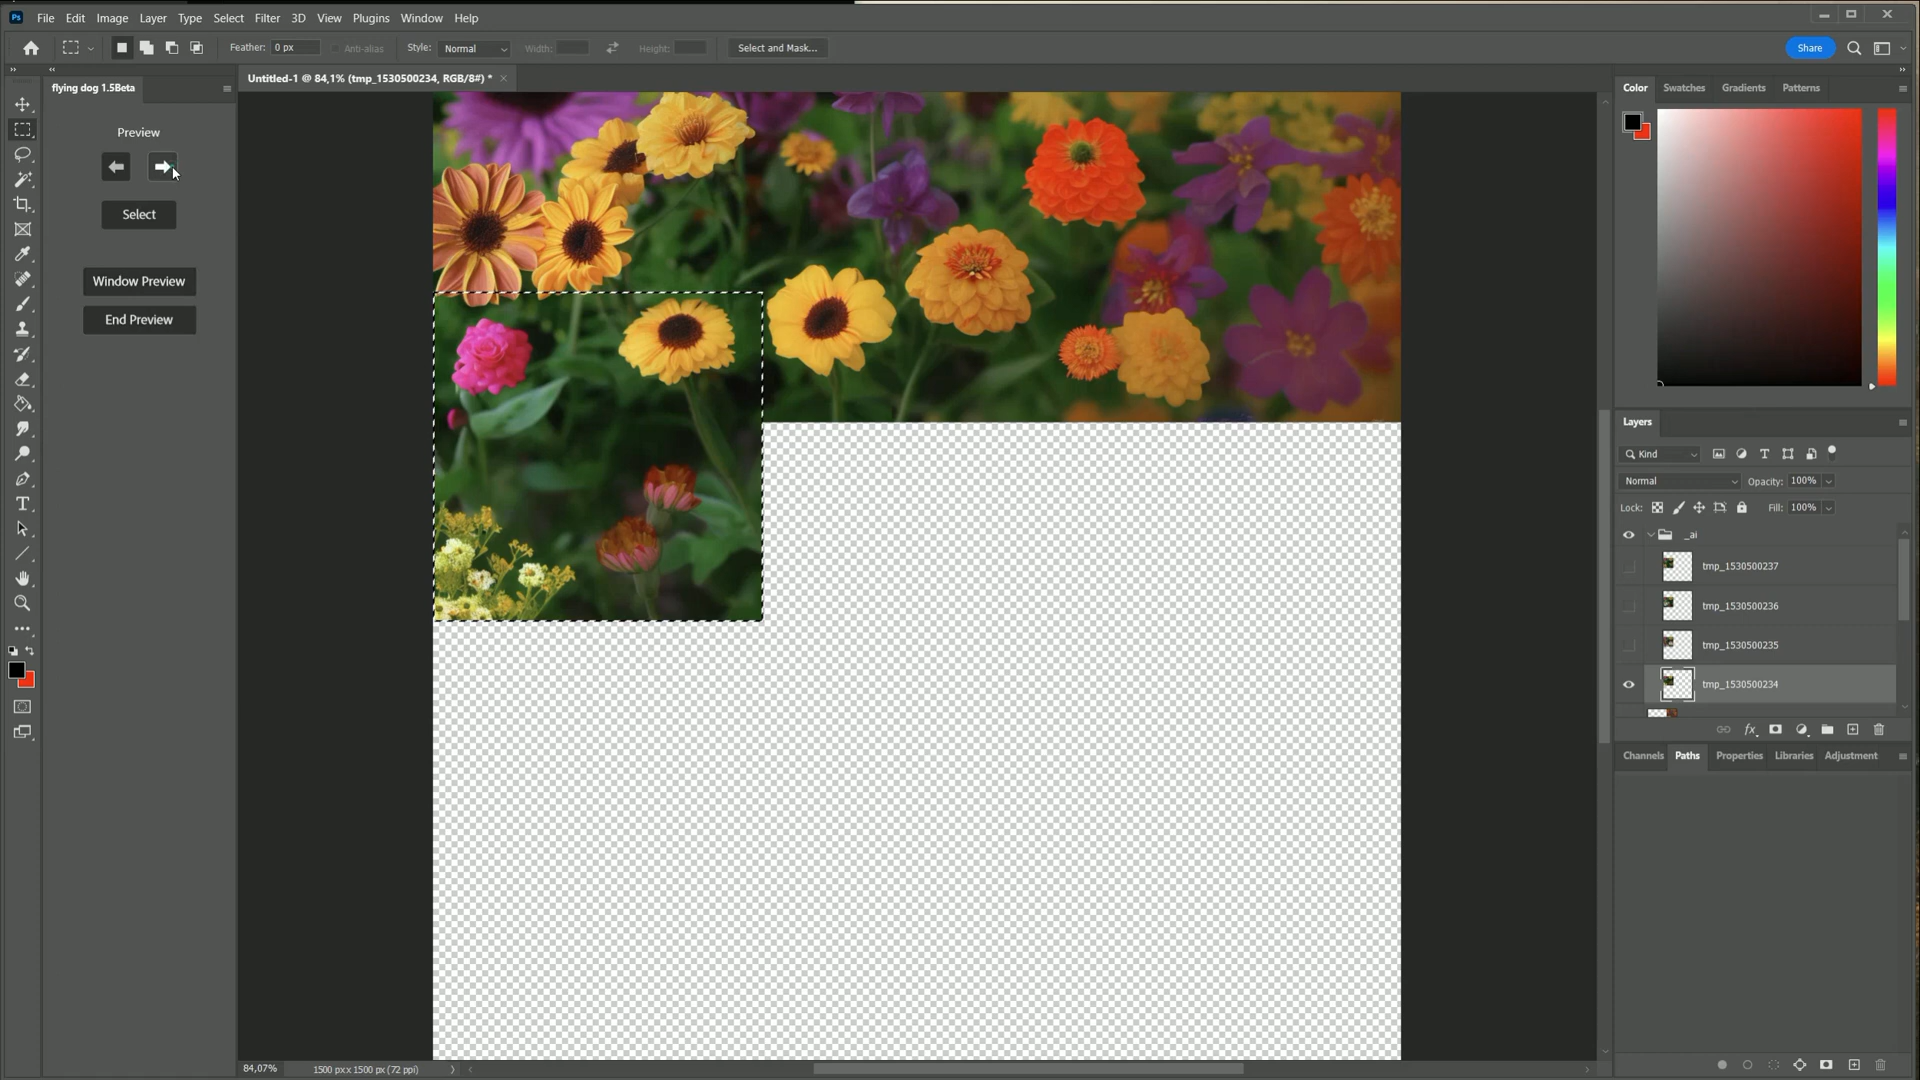 Ps File Edit Image Layer Type Select Filter 3D View Plugins Window Help
Feather: 0 px Anti-alias Style: Normal Width: Height: Select and Mask... Share
flying dog 1.5Beta
Untitled-1 @ 84,1% (tmp_1530500234, RGB/8#) *
Color Swatches Gradients Patterns
Preview
Select
Window Preview
End Preview
Layers
Kind
Normal Opacity: 100%
Lock: Fill: 100%
_ai
tmp_1530500237
tmp_1530500236
tmp_1530500235
tmp_1530500234
fx
Channels Paths Properties Libraries Adjustment
84,07% 1500 px x 1500 px (72 ppi)